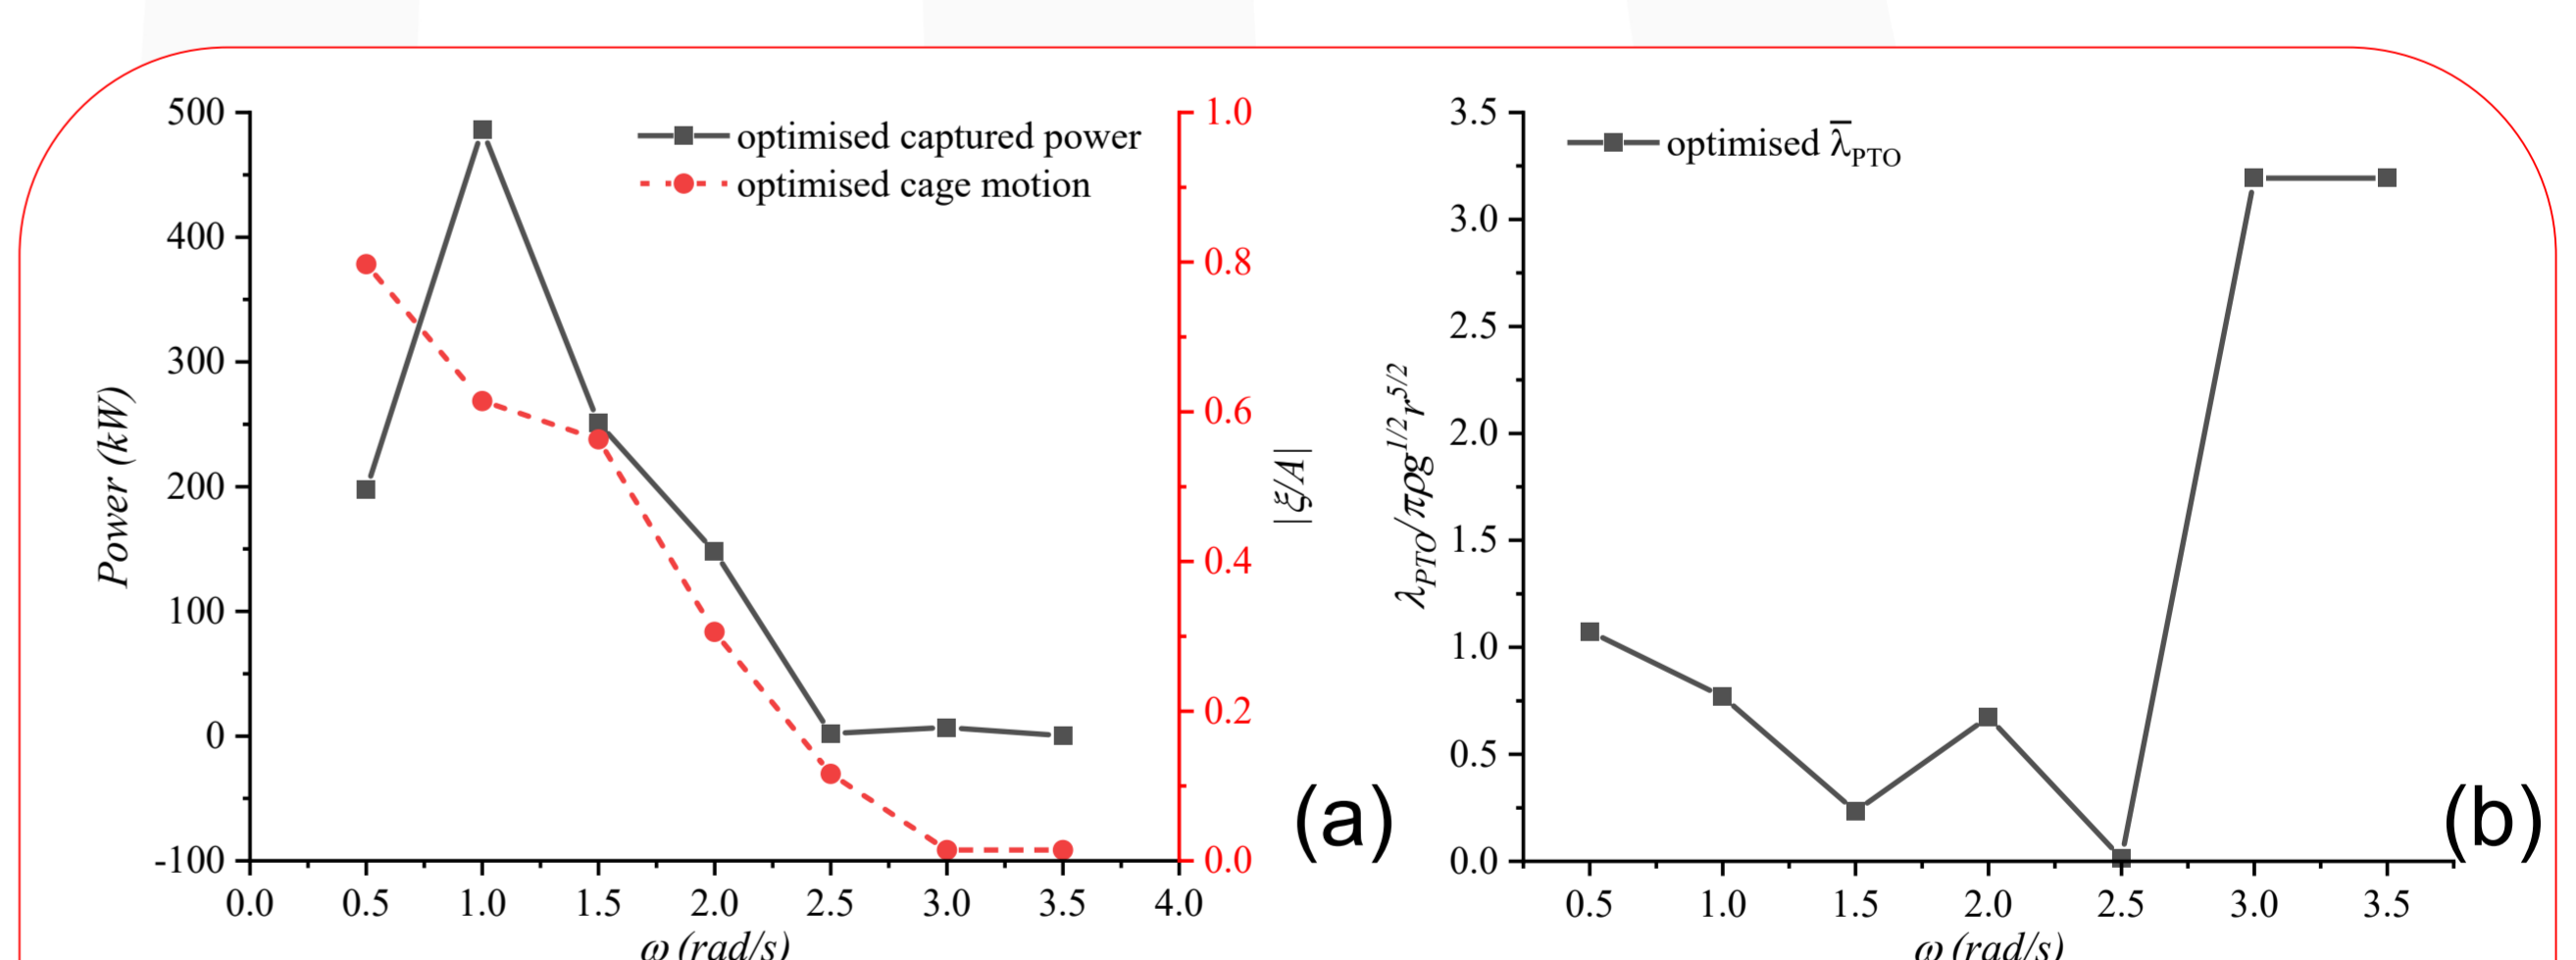 500
400
300
200
100
0
-100
Power (kW)
optimised captured power
optimised cage motion
1.0
0.8
0.6
0.4
0.2
0.0
|ξ/A|
0.0 0.5 1.0 1.5 2.0 2.5 3.0 3.5 4.0
ω (rad/s)
(a)
3.5
3.0
2.5
2.0
1.5
1.0
0.5
0.0
λPTO/πρg1/2r5/2
optimised λ̅PTO
0.5 1.0 1.5 2.0 2.5 3.0 3.5
ω (rad/s)
(b)